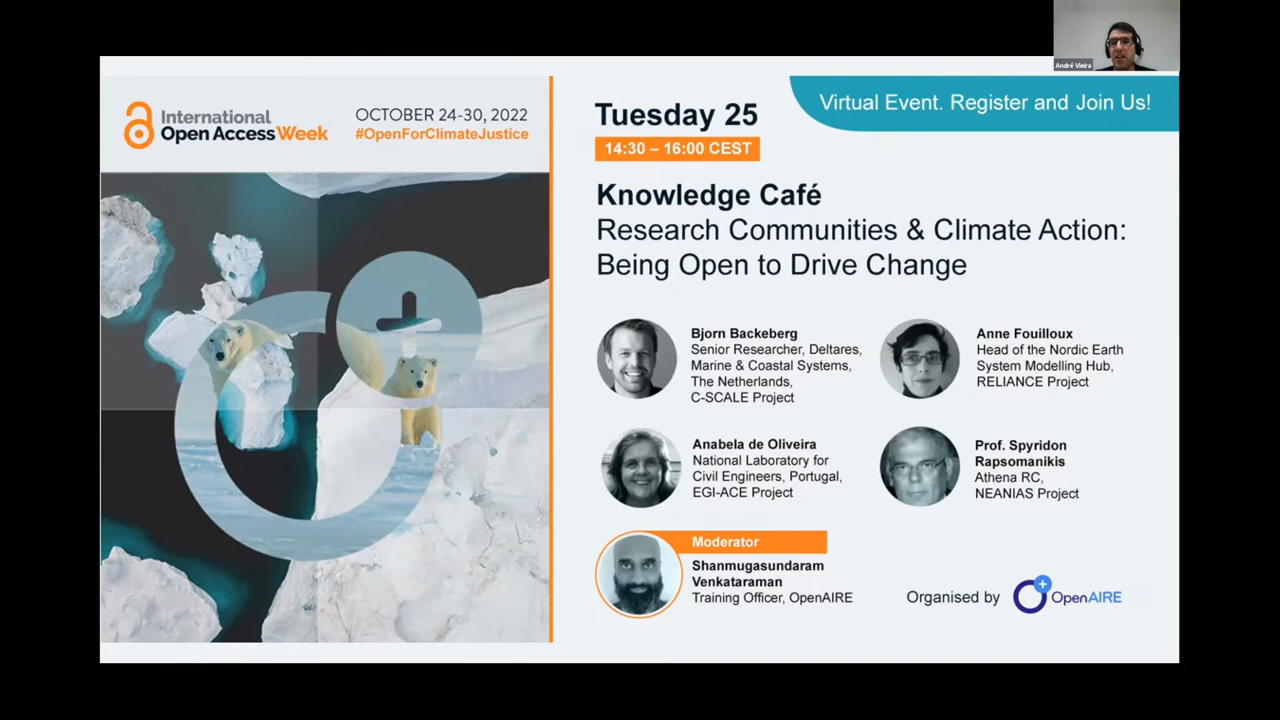 André Vieira
International
Open Access Week
OCTOBER 24-30, 2022
#OpenForClimateJustice
Virtual Event. Register and Join Us!
Tuesday 25
14:30 – 16:00 CEST
Knowledge Café
Research Communities & Climate Action:
Being Open to Drive Change
Bjorn Backeberg
Senior Researcher, Deltares,
Marine & Coastal Systems,
The Netherlands,
C-SCALE Project
Anne Fouilloux
Head of the Nordic Earth
System Modelling Hub,
RELIANCE Project
Anabela de Oliveira
National Laboratory for
Civil Engineers, Portugal,
EGI-ACE Project
Prof. Spyridon
Rapsomanikis
Athena RC,
NEANIAS Project
Moderator
Shanmugasundaram
Venkataraman
Training Officer, OpenAIRE
Organised by
OpenAIRE